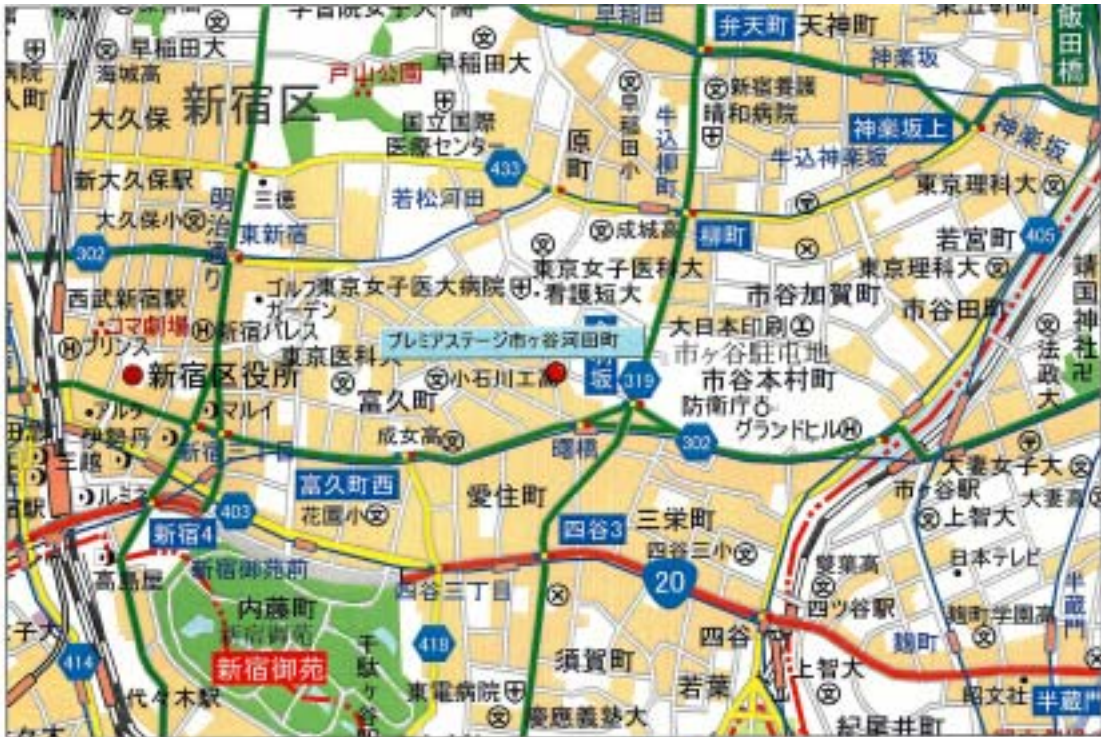 弁天町
天神町
飯田橋
早稲田
早稲田大
海城高
戸山公園
早稲田大
神楽坂
新宿養護
晴和病院
大久保
新宿区
国立国際
医療センター
早稲田小
牛込柳町
神楽坂上
神楽坂
原町
牛込神楽坂
433
新大久保駅
三徳
若松河田
東京理科大
大久保小
明治通り
東新宿
成城高
柳町
若宮町
405
302
東京女子医科大
東京理科大
西武新宿駅
ゴルフ
ガーデン
東京女子医大病院
看護短大
市谷加賀町
市谷田町
靖国神社
コマ劇場
新宿パレス
プレミアステージ市ヶ谷河田町
大日本印刷
プリンス
東京医科大
市ヶ谷駐屯地
法政大
新宿区役所
小石川工高
坂
319
市谷本村町
富久町
防衛庁
アルタ
マルイ
グランドヒル
伊勢丹
新宿三丁目
成女高
曙橋
302
三越
大妻女子大
市ヶ谷駅
大妻高
ルミネ
403
富久町西
花園小
愛住町
上智大
新宿4
四谷3
三栄町
四谷三小
日本テレビ
高島屋
新宿御苑前
四谷三丁目
20
雙葉高
半蔵門
内藤町
新宿御苑
四ツ谷駅
麹町学園高
新宿御苑
千駄ヶ谷
418
四谷
麹町
414
須賀町
上智大
代々木駅
東電病院
若葉
昭文社
半蔵門
慶應義塾大
紀尾井町